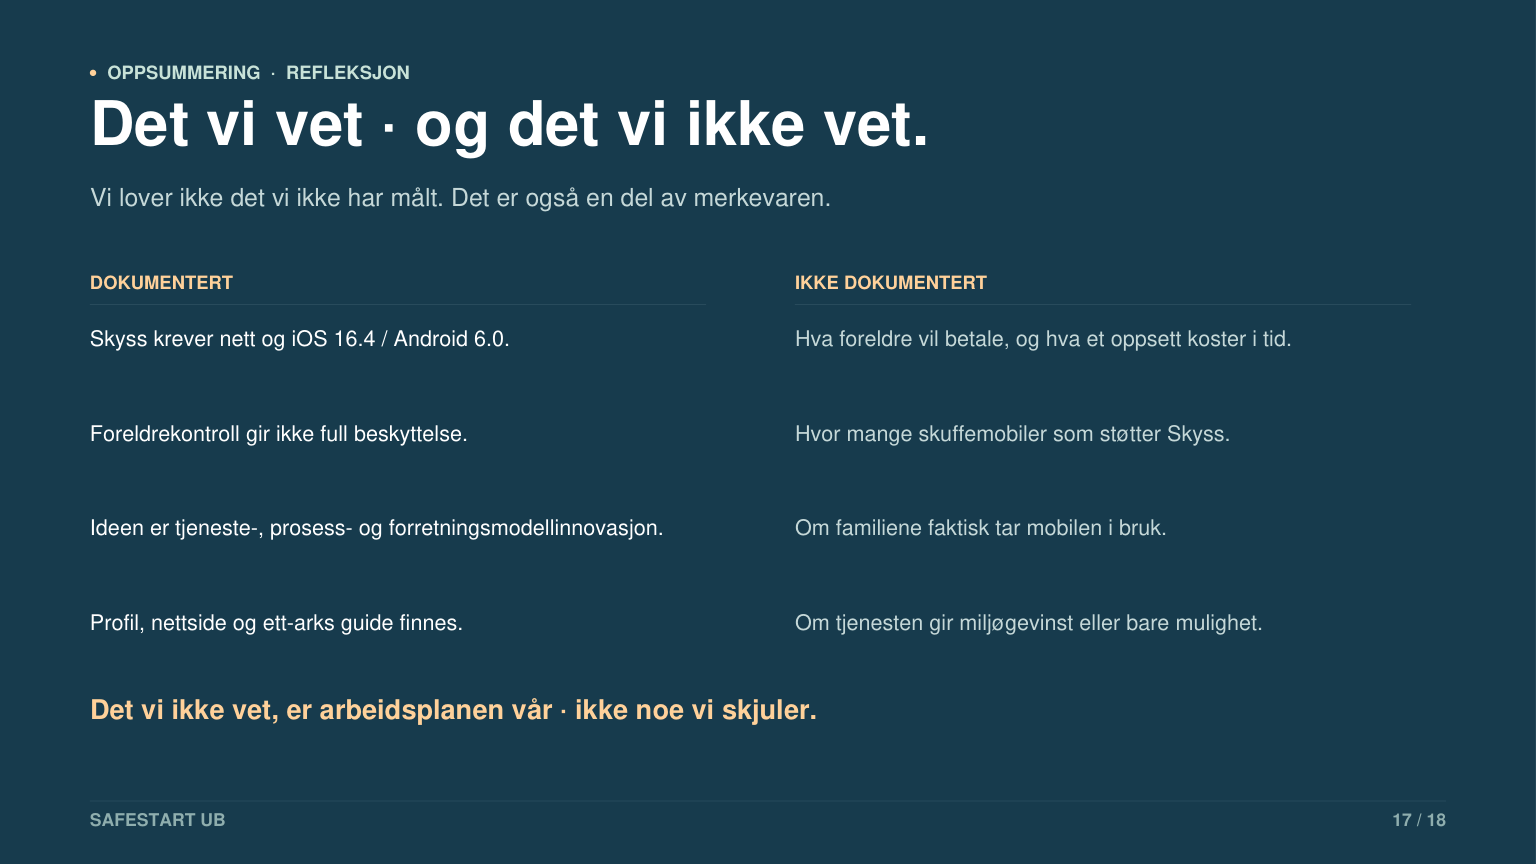 • OPPSUMMERING · REFLEKSJON
Det vi vet · og det vi ikke vet.
Vi lover ikke det vi ikke har målt. Det er også en del av merkevaren.
DOKUMENTERT
Skyss krever nett og iOS 16.4 / Android 6.0.
Foreldrekontroll gir ikke full beskyttelse.
Ideen er tjeneste-, prosess- og forretningsmodellinnovasjon.
Profil, nettside og ett-arks guide finnes.
IKKE DOKUMENTERT
Hva foreldre vil betale, og hva et oppsett koster i tid.
Hvor mange skuffemobiler som støtter Skyss.
Om familiene faktisk tar mobilen i bruk.
Om tjenesten gir miljøgevinst eller bare mulighet.
Det vi ikke vet, er arbeidsplanen vår · ikke noe vi skjuler.
SAFESTART UB
17 / 18